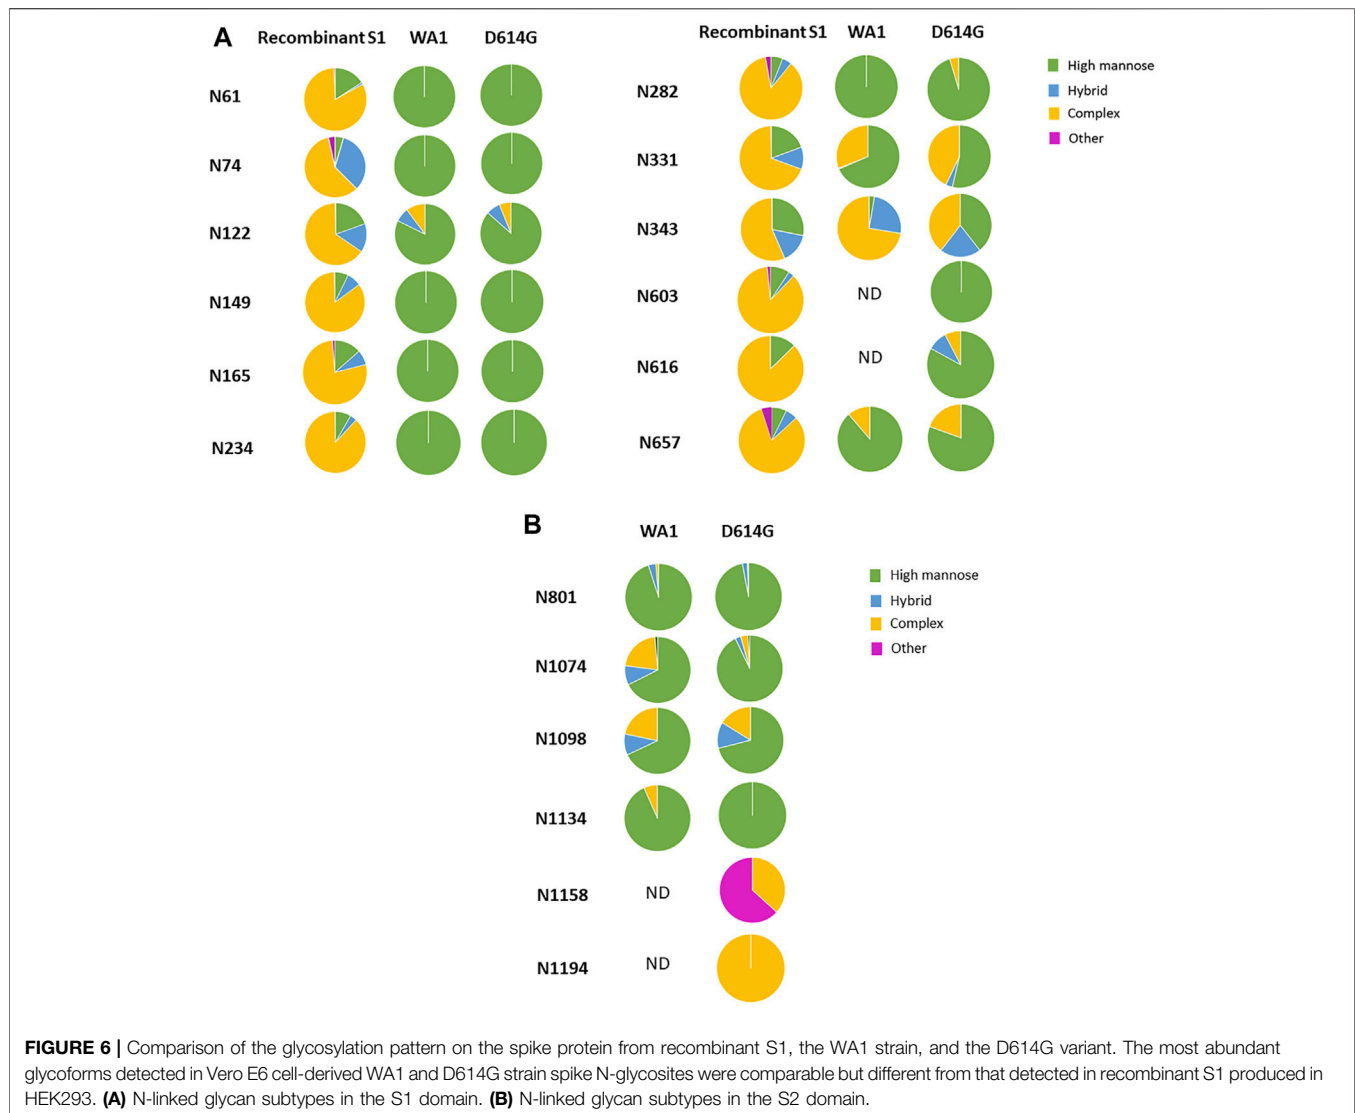 A
Recombinant S1 WA1 D614G
N61
N74
N122
N149
N165
N234
Recombinant S1 WA1 D614G
N282
N331
N343
N603 ND
N616 ND
N657
High mannose
Hybrid
Complex
Other
B
WA1 D614G
N801
N1074
N1098
N1134
N1158 ND
N1194 ND
High mannose
Hybrid
Complex
Other
FIGURE 6 | Comparison of the glycosylation pattern on the spike protein from recombinant S1, the WA1 strain, and the D614G variant. The most abundant
glycoforms detected in Vero E6 cell-derived WA1 and D614G strain spike N-glycosites were comparable but different from that detected in recombinant S1 produced in
HEK293. (A) N-linked glycan subtypes in the S1 domain. (B) N-linked glycan subtypes in the S2 domain.